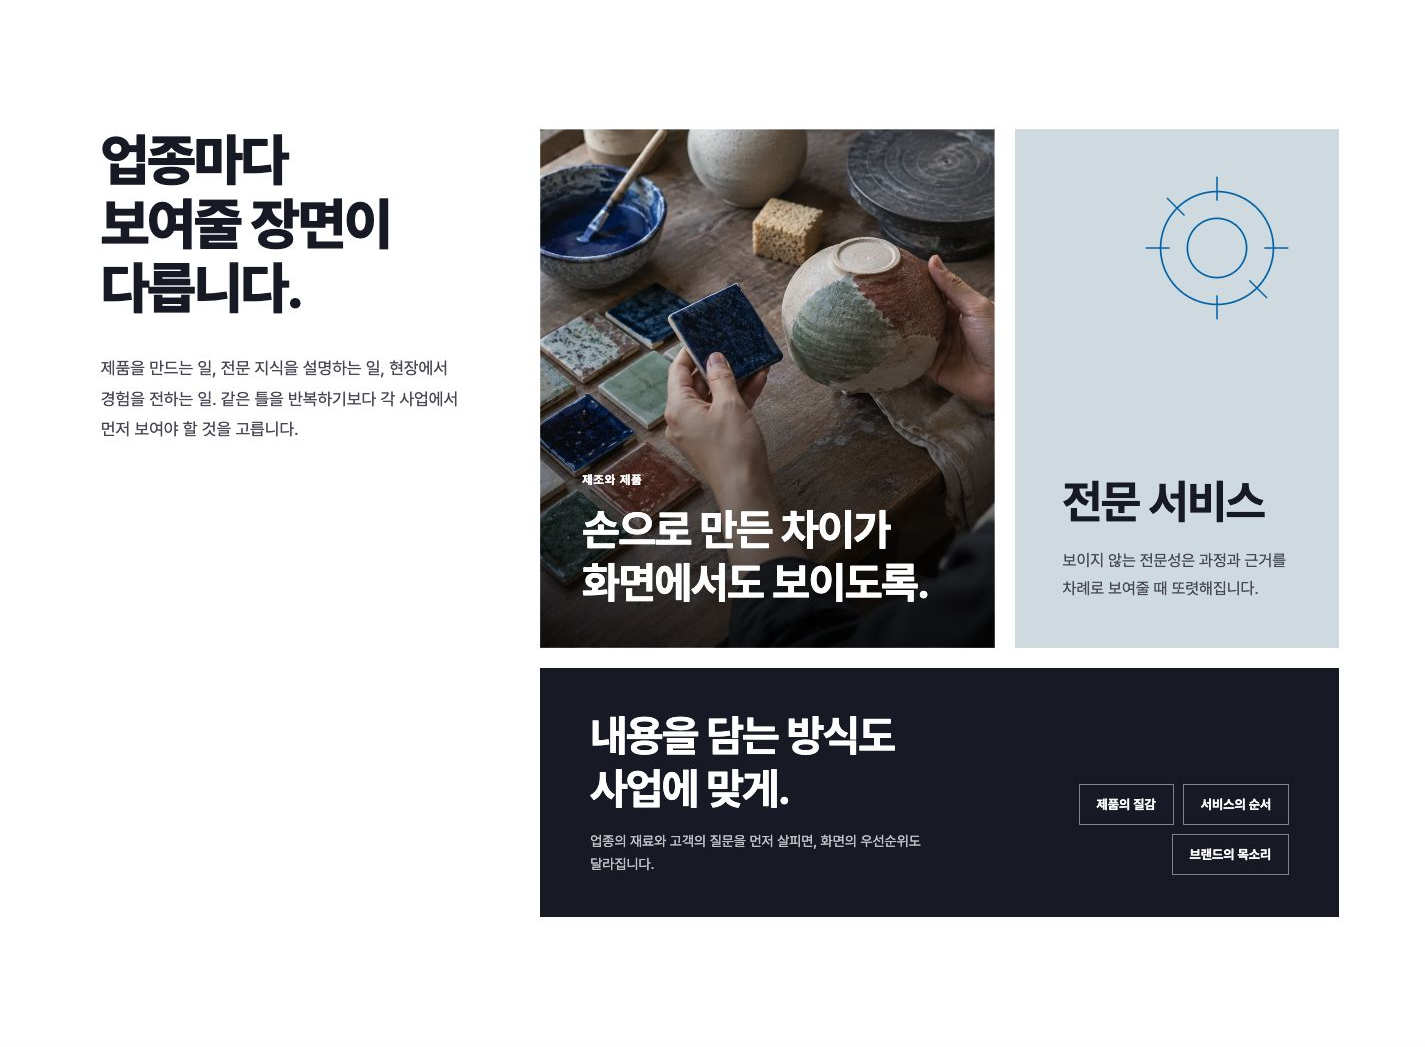 업종마다
보여줄 장면이
다릅니다.
제품을 만드는 일, 전문 지식을 설명하는 일, 현장에서
경험을 전하는 일. 같은 틀을 반복하기보다 각 사업에서
먼저 보여야 할 것을 고릅니다.
제조와 제품
손으로 만든 차이가
화면에서도 보이도록.
전문 서비스
보이지 않는 전문성은 과정과 근거를
차례로 보여줄 때 또렷해집니다.
내용을 담는 방식도
사업에 맞게.
업종의 재료와 고객의 질문을 먼저 살피면, 화면의 우선순위도
달라집니다.
제품의 질감
서비스의 순서
브랜드의 목소리